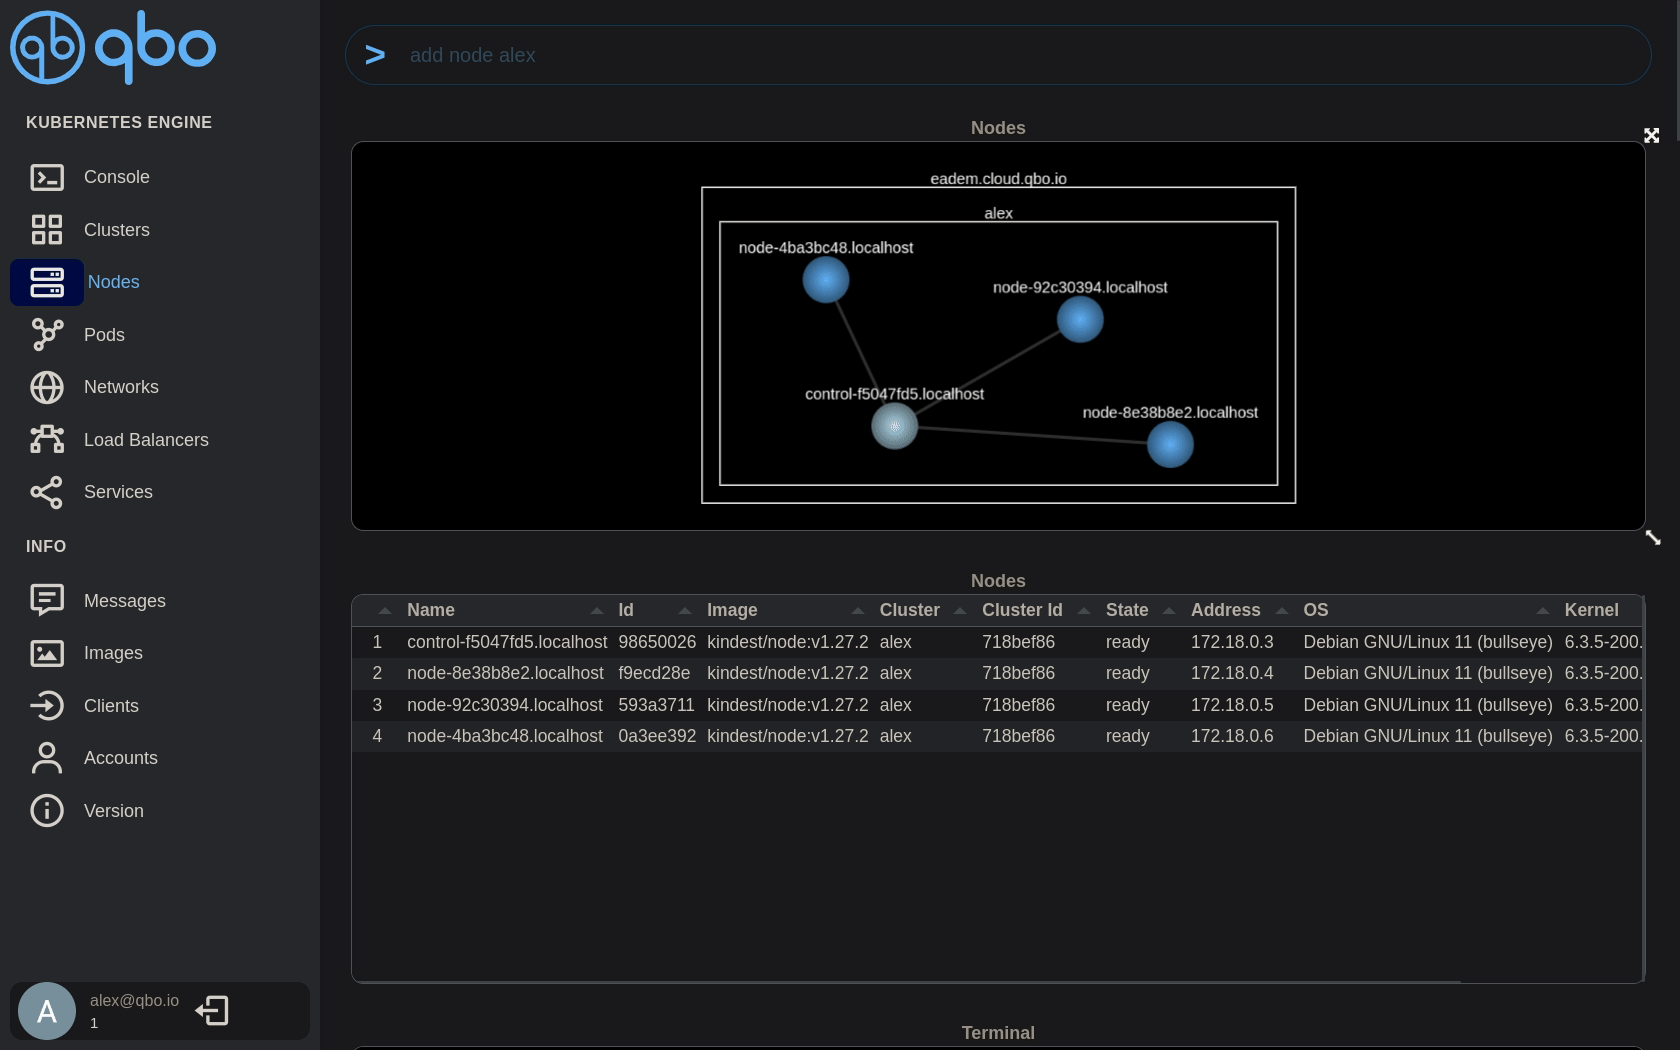 qbo
KUBERNETES ENGINE
Console
Clusters
Nodes
Pods
Networks
Load Balancers
Services
INFO
Messages
Images
Clients
Accounts
Version
A
alex@qbo.io
1
> add node alex
Nodes
eadem.cloud.qbo.io
alex
node-4ba3bc48.localhost
node-92c30394.localhost
control-f5047fd5.localhost
node-8e38b8e2.localhost
Nodes
Name Id Image Cluster Cluster Id State Address OS Kernel
1 control-f5047fd5.localhost 98650026 kindest/node:v1.27.2 alex 718bef86 ready 172.18.0.3 Debian GNU/Linux 11 (bullseye) 6.3.5-200.
2 node-8e38b8e2.localhost f9ecd28e kindest/node:v1.27.2 alex 718bef86 ready 172.18.0.4 Debian GNU/Linux 11 (bullseye) 6.3.5-200.
3 node-92c30394.localhost 593a3711 kindest/node:v1.27.2 alex 718bef86 ready 172.18.0.5 Debian GNU/Linux 11 (bullseye) 6.3.5-200.
4 node-4ba3bc48.localhost 0a3ee392 kindest/node:v1.27.2 alex 718bef86 ready 172.18.0.6 Debian GNU/Linux 11 (bullseye) 6.3.5-200.
Terminal